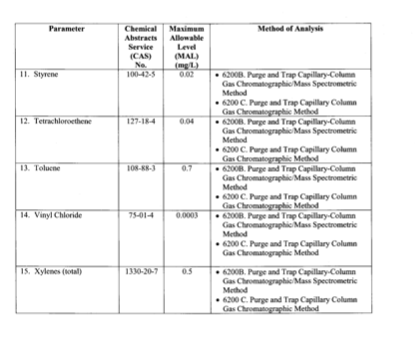 Parameter Chemical Maximum Method of Analysis
Abstracts Allowable
Service Level
(CAS) (MAL)
No. (mg/L)
11. Styrene 100-42-5 0.02 • 6200B. Purge and Trap Capillary-Column
Gas Chromatographic/Mass Spectrometric
Method
• 6200 C. Purge and Trap Capillary Column
Gas Chromatographic Method
12. Tetrachloroethene 127-18-4 0.04 • 6200B. Purge and Trap Capillary-Column
Gas Chromatographic/Mass Spectrometric
Method
• 6200 C. Purge and Trap Capillary Column
Gas Chromatographic Method
13. Toluene 108-88-3 0.7 • 6200B. Purge and Trap Capillary-Column
Gas Chromatographic/Mass Spectrometric
Method
• 6200 C. Purge and Trap Capillary Column
Gas Chromatographic Method
14. Vinyl Chloride 75-01-4 0.0003 • 6200B. Purge and Trap Capillary-Column
Gas Chromatographic/Mass Spectrometric
Method
• 6200 C. Purge and Trap Capillary Column
Gas Chromatographic Method
15. Xylenes (total) 1330-20-7 0.5 • 6200B. Purge and Trap Capillary-Column
Gas Chromatographic/Mass Spectrometric
Method
• 6200 C. Purge and Trap Capillary Column
Gas Chromatographic Method